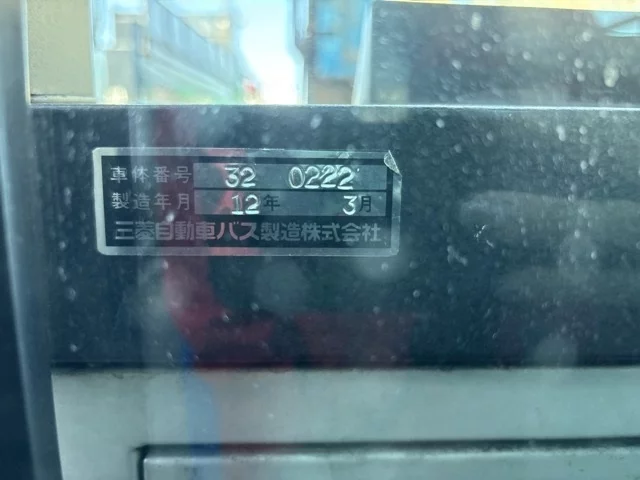 車体番号 32 0222
製造年月 12年 3月
三菱自動車バス製造株式会社